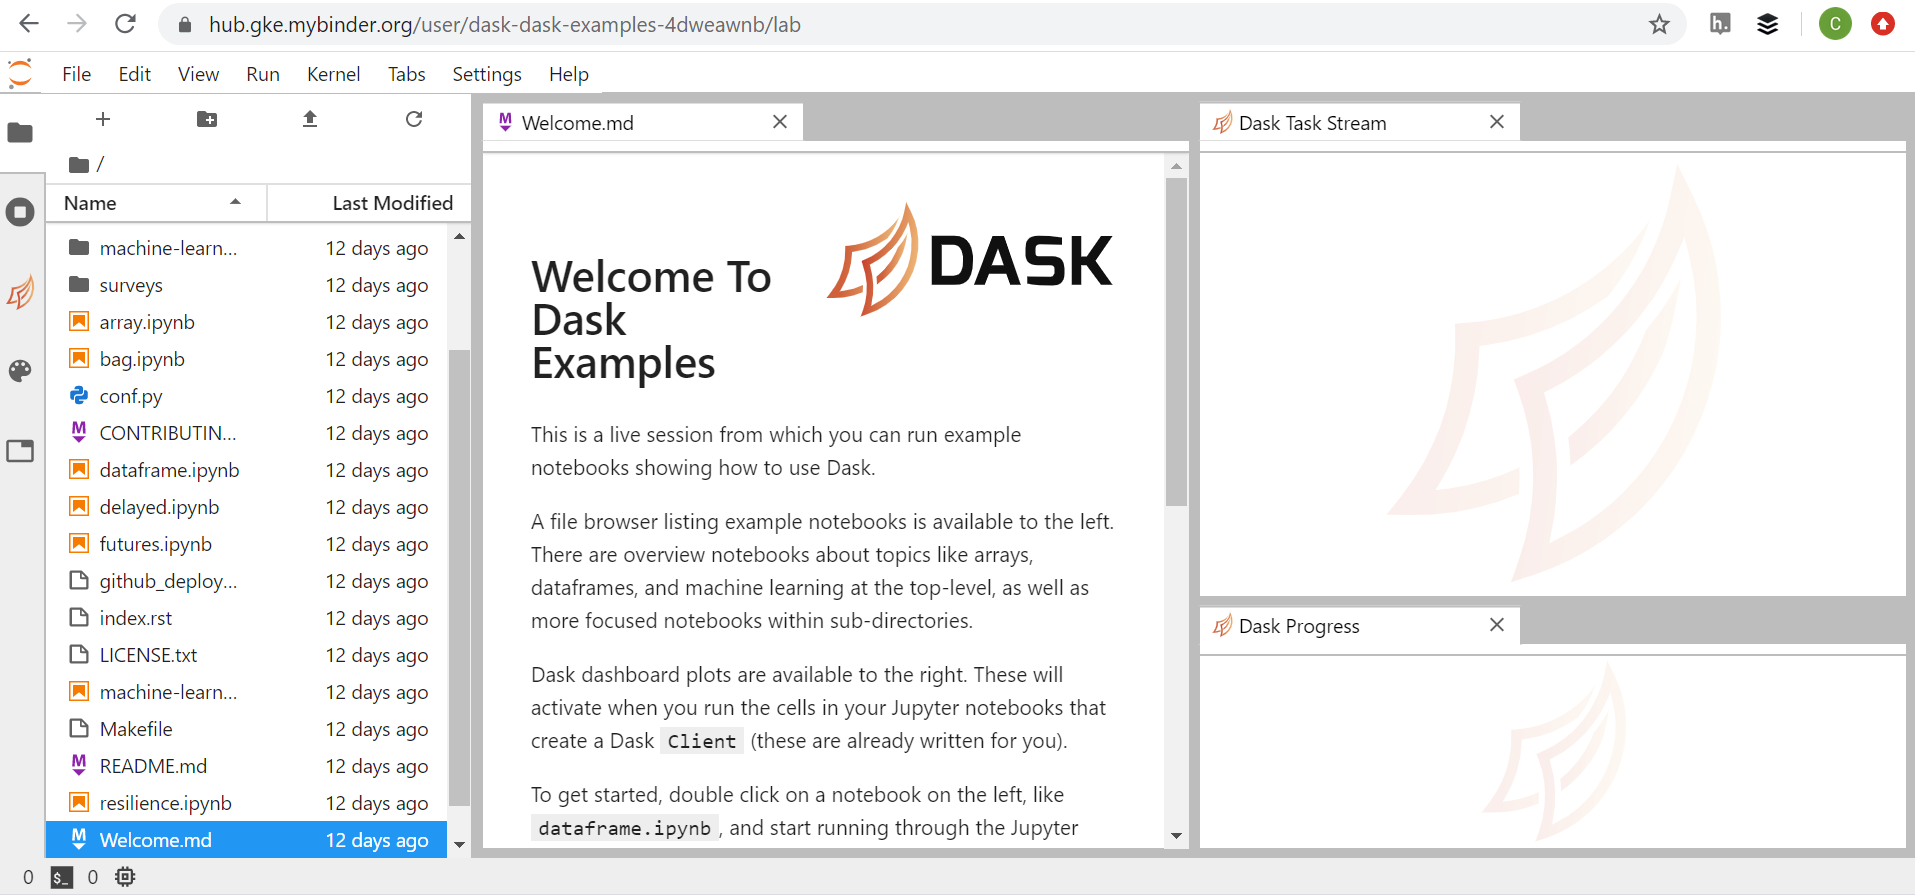 hub.gke.mybinder.org/user/dask-dask-examples-4dweawnb/lab
h.
C
File Edit View Run Kernel Tabs Settings Help
/
Name Last Modified
machine-learn... 12 days ago
surveys 12 days ago
array.ipynb 12 days ago
bag.ipynb 12 days ago
conf.py 12 days ago
M CONTRIBUTIN... 12 days ago
dataframe.ipynb 12 days ago
delayed.ipynb 12 days ago
futures.ipynb 12 days ago
github_deploy... 12 days ago
index.rst 12 days ago
LICENSE.txt 12 days ago
machine-learn... 12 days ago
Makefile 12 days ago
M README.md 12 days ago
resilience.ipynb 12 days ago
M Welcome.md 12 days ago
0 $_ 0
M Welcome.md
DASK
Welcome To
Dask
Examples
This is a live session from which you can run example
notebooks showing how to use Dask.
A file browser listing example notebooks is available to the left.
There are overview notebooks about topics like arrays,
dataframes, and machine learning at the top-level, as well as
more focused notebooks within sub-directories.
Dask dashboard plots are available to the right. These will
activate when you run the cells in your Jupyter notebooks that
create a Dask Client (these are already written for you).
To get started, double click on a notebook on the left, like
dataframe.ipynb, and start running through the Jupyter
Dask Task Stream
Dask Progress